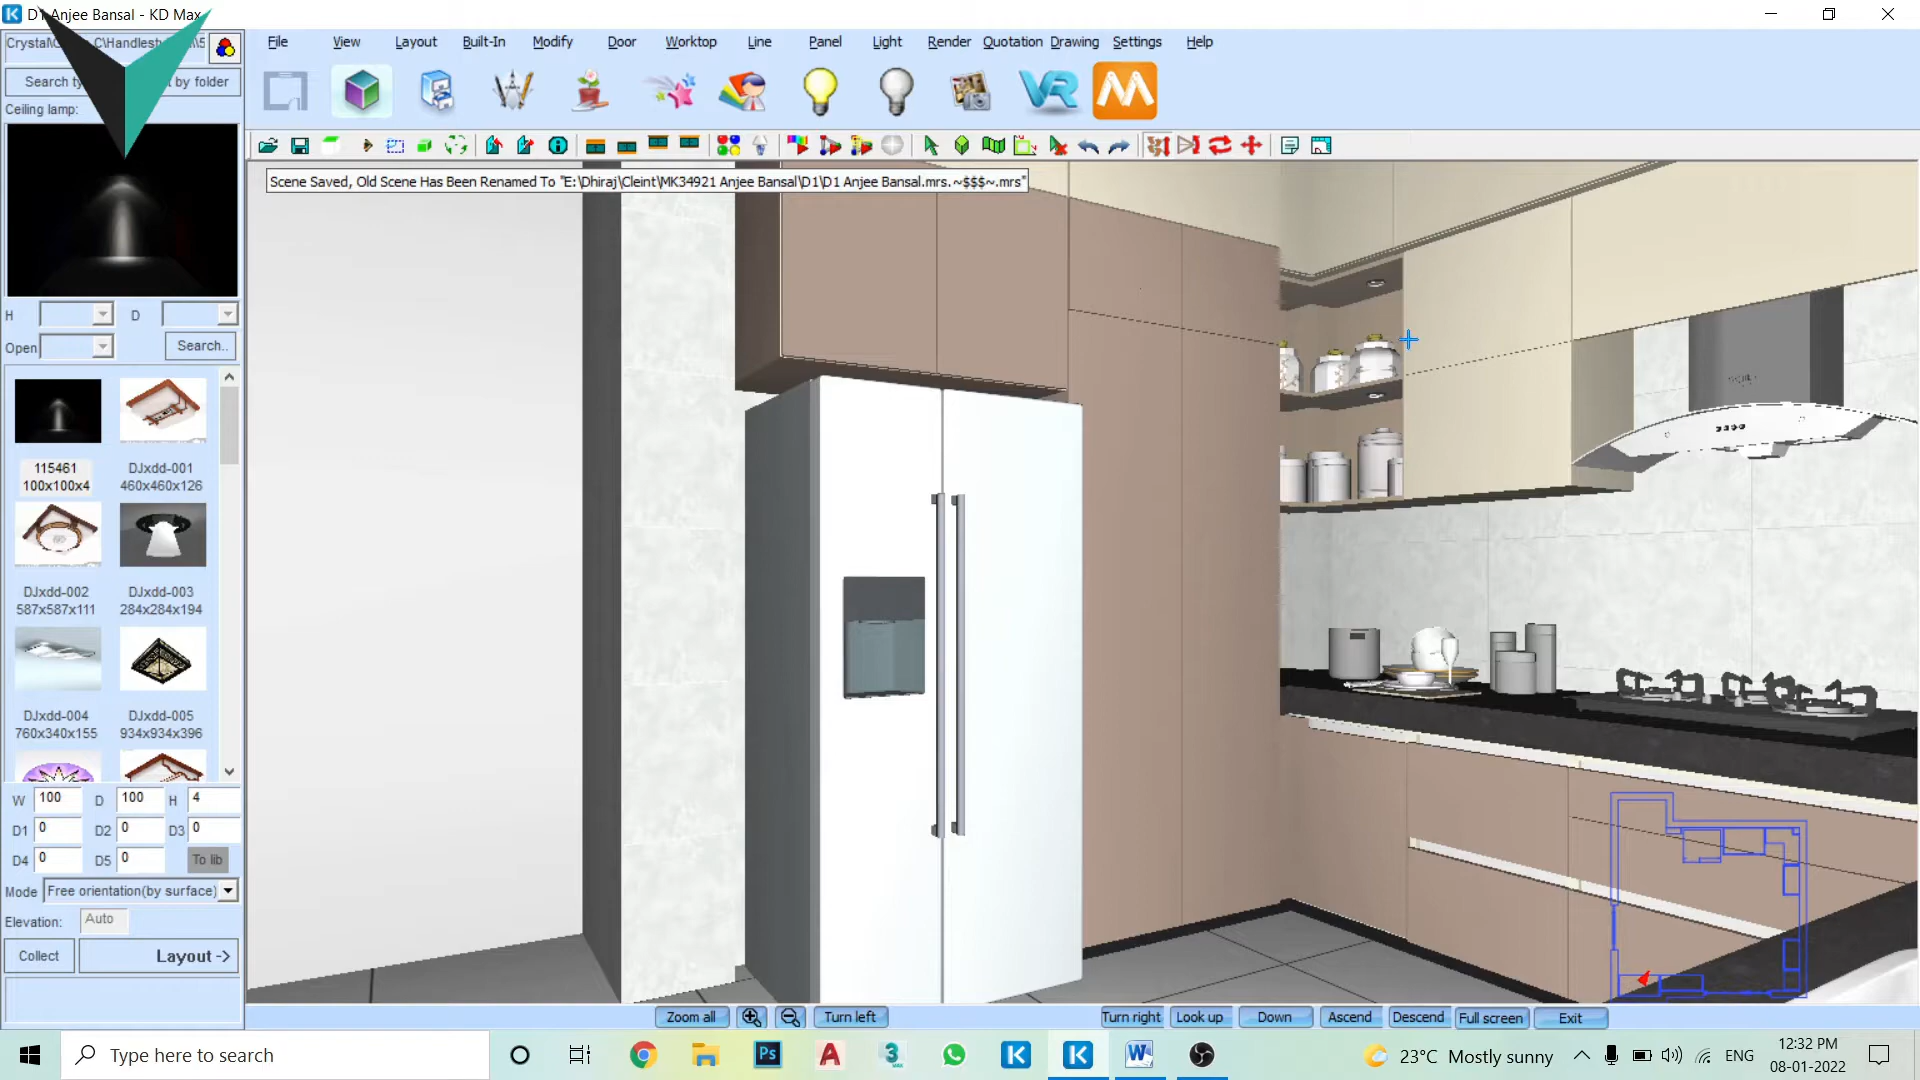 Anjee Bansal - KD Max
File View Layout Built-In Modify Door Worktop Line Panel Light Render Quotation Drawing Settings Help
by folder
Ceiling lamp:
Scene Saved, Old Scene Has Been Renamed To "E:\Dhiraj\Cleint\MK34921 Anjee Bansal\D1\D1 Anjee Bansal.mrs.~$$$~.mrs"
H D
Open Search..
115461 DJxdd-001
100x100x4 460x460x126
DJxdd-002 DJxdd-003
587x587x111 284x284x194
DJxdd-004 DJxdd-005
760x340x155 934x934x396
W 100 D 100 H 4
D1 0 D2 0 D3 0
D4 0 D5 0 To lib
Mode Free orientation(by surface)
Elevation: Auto
Collect Layout ->
Zoom all Turn left Turn right Look up Down Ascend Descend Full screen Exit
Type here to search
23°C Mostly sunny ENG 12:32 PM
08-01-2022